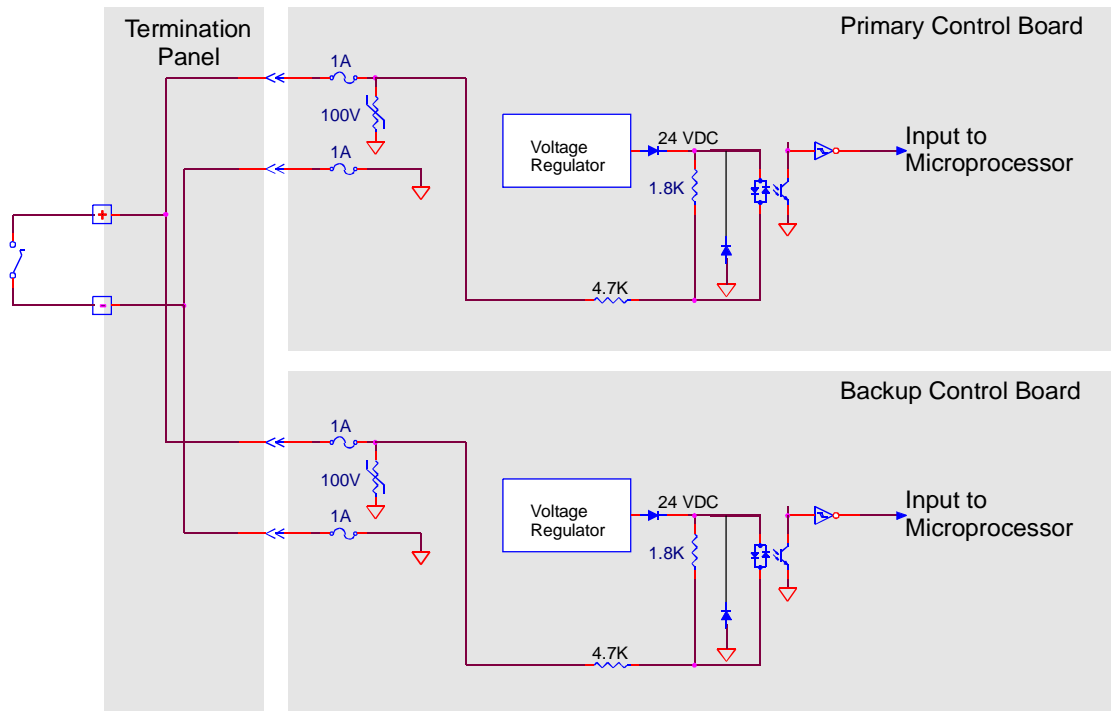 Termination
Panel
Primary Control Board
1A
100V
1A
Voltage
Regulator
24 VDC
1.8K
4.7K
Input to
Microprocessor
+
-
Backup Control Board
1A
100V
1A
Voltage
Regulator
24 VDC
1.8K
4.7K
Input to
Microprocessor